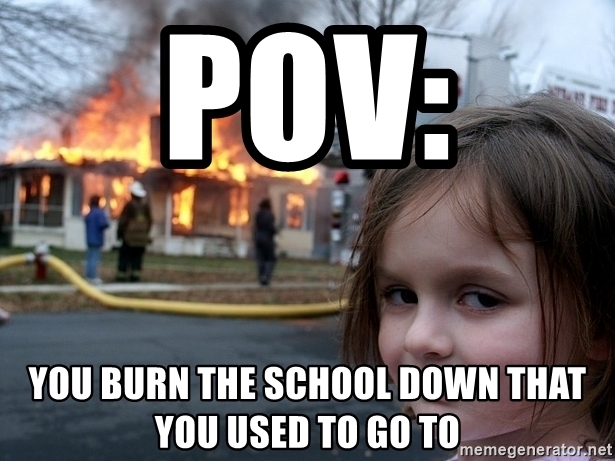 POV:
YOU BURN THE SCHOOL DOWN THAT
YOU USED TO GO TO
memegenerator.net